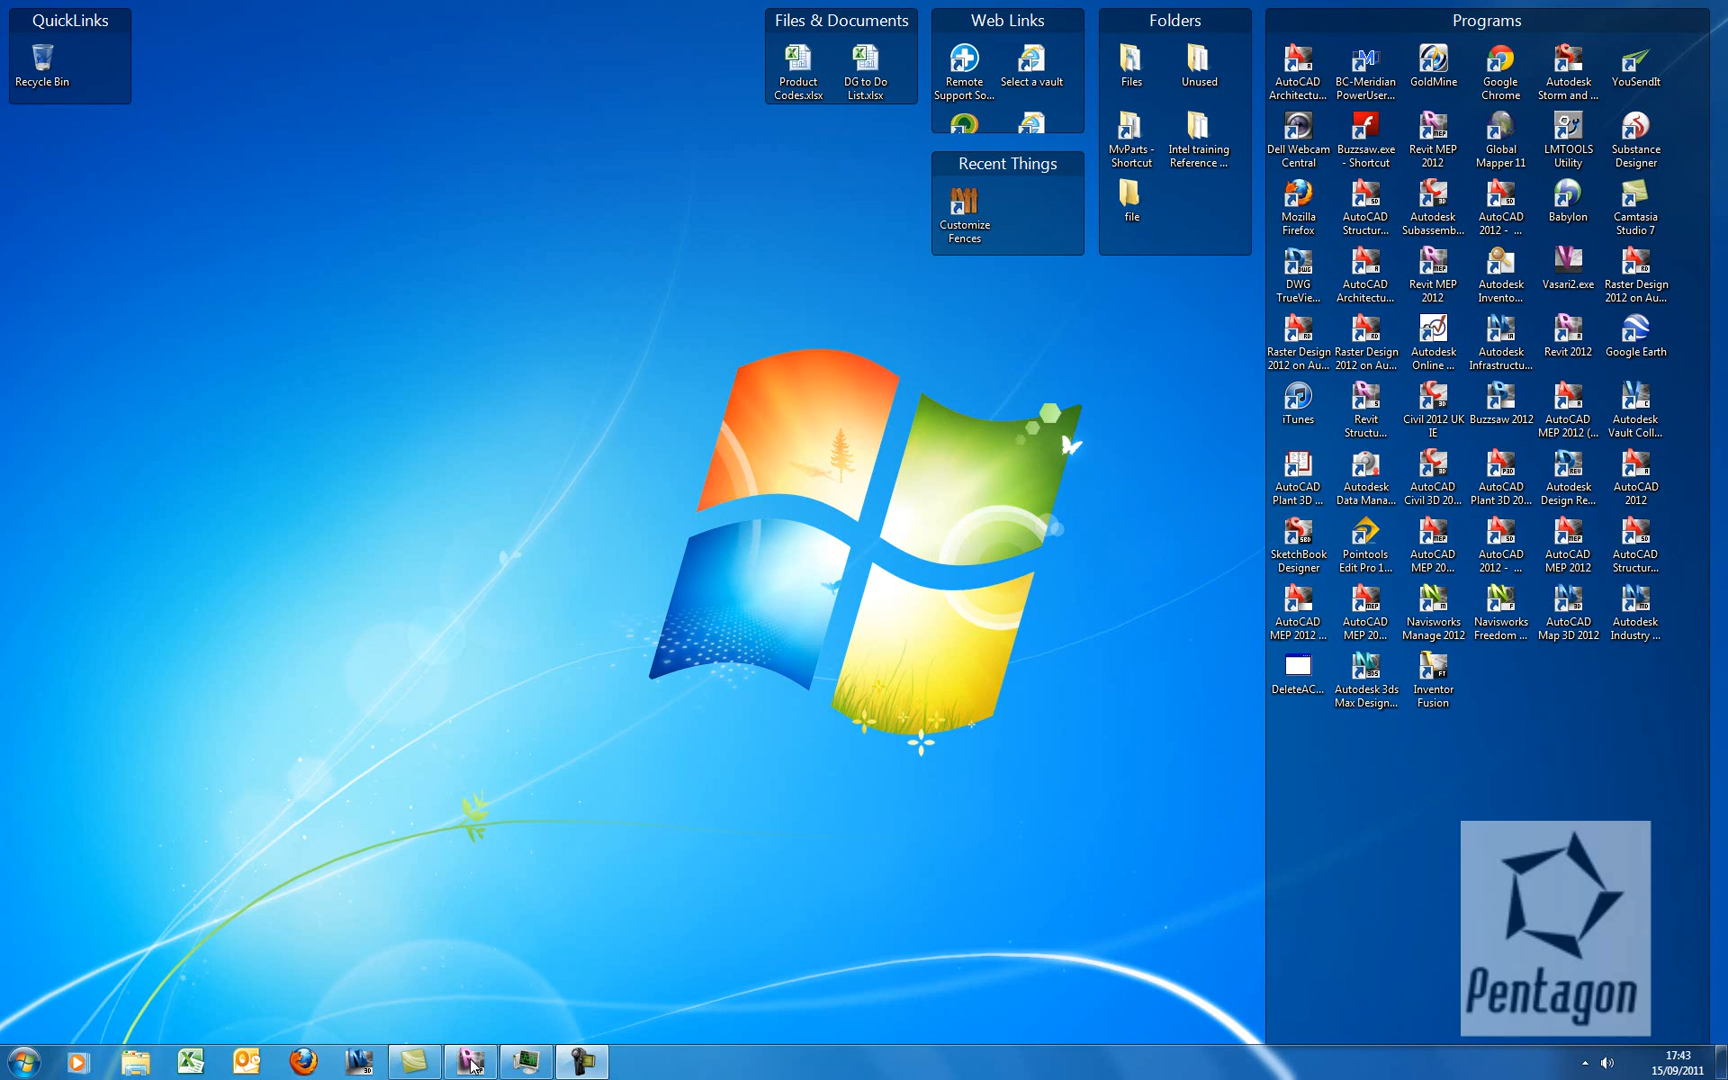 QuickLinks
Recycle Bin
Files & Documents
Product
Codes.xlsx
DG to Do
List.xlsx
Web Links
Remote
Support So...
Select a vault
Recent Things
Customize
Fences
Folders
Files
Unused
MvParts -
Shortcut
Intel training
Reference ...
file
Programs
AutoCAD
Architectu...
BC-Meridian
PowerUser...
GoldMine
Google
Chrome
Autodesk
Storm and ...
YouSendIt
Dell Webcam
Central
Buzzsaw.exe
- Shortcut
Revit MEP
2012
Global
Mapper 11
LMTOOLS
Utility
Substance
Designer
Mozilla
Firefox
AutoCAD
Structur...
Autodesk
Subassemb...
AutoCAD
2012 - ...
Babylon
Camtasia
Studio 7
DWG
TrueVie...
AutoCAD
Architectu...
Revit MEP
2012
Autodesk
Invento...
Vasari2.exe
Raster Design
2012 on Au...
Raster Design
2012 on Au...
Raster Design
2012 on Au...
Autodesk
Online ...
Autodesk
Infrastructu...
Revit 2012
Google Earth
iTunes
Revit
Structu...
Civil 2012 UK
IE
Buzzsaw 2012
AutoCAD
MEP 2012 (...
Autodesk
Vault Coll...
AutoCAD
Plant 3D ...
Autodesk
Data Mana...
AutoCAD
Civil 3D 20...
AutoCAD
Plant 3D 20...
Autodesk
Design Re...
AutoCAD
2012
SketchBook
Designer
Pointools
Edit Pro 1...
AutoCAD
MEP 20...
AutoCAD
2012 - ...
AutoCAD
MEP 2012
AutoCAD
Structur...
AutoCAD
MEP 2012 ...
AutoCAD
MEP 20...
Navisworks
Manage 2012
Navisworks
Freedom ...
AutoCAD
Map 3D 2012
Autodesk
Industry ...
DeleteAC...
Autodesk 3ds
Max Design...
Inventor
Fusion
Pentagon
17:43
15/09/2011